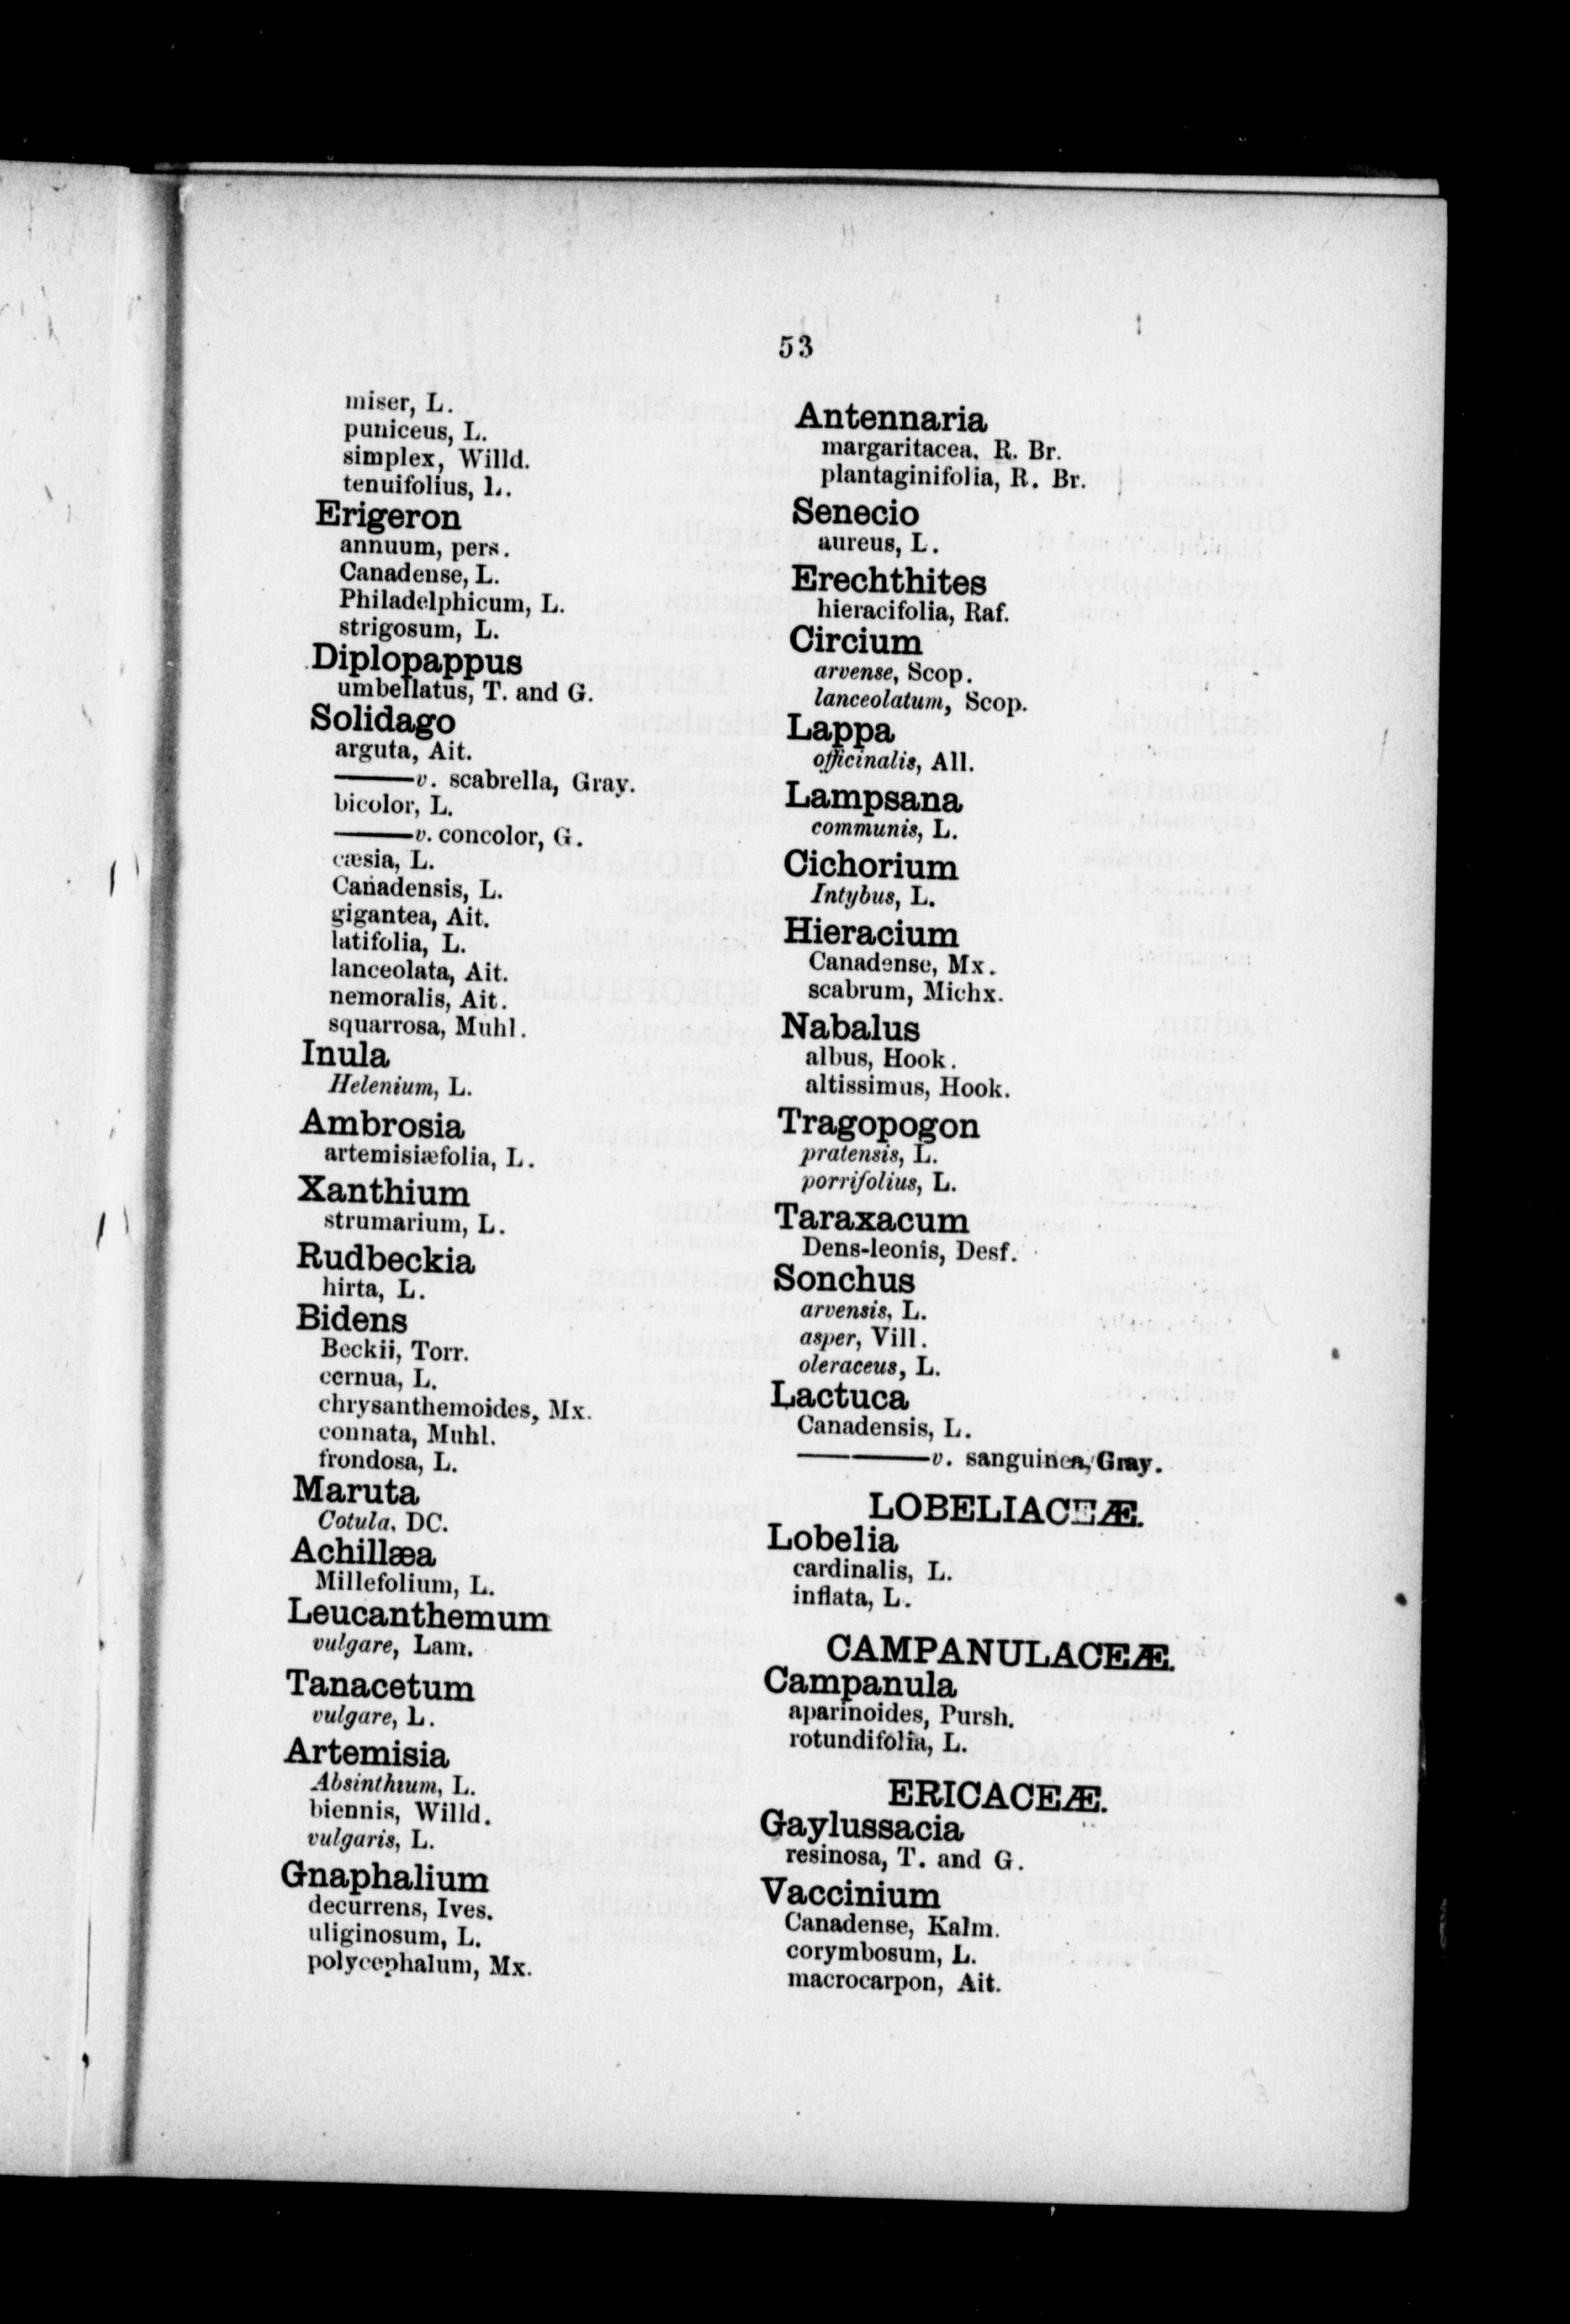 53
miser, L.
puniceus, L.
simplex, Willd.
tenuifolius, L.
Erigeron
annuum, pers.
Canadense, L.
Philadelphicum, L.
strigosum, L.
Diplopappus
umbellatus, T. and G.
Solidago
arguta, Ait.
———v. scabrella, Gray.
bicolor, L.
———v. concolor, G.
cæsia, L.
Canadensis, L.
gigantea, Ait.
latifolia, L.
lanceolata, Ait.
nemoralis, Ait.
squarrosa, Muhl.
Inula
Helenium, L.
Ambrosia
artemisiæfolia, L.
Xanthium
strumarium, L.
Rudbeckia
hirta, L.
Bidens
Beckii, Torr.
cernua, L.
chrysanthemoides, Mx.
connata, Muhl.
frondosa, L.
Maruta
Cotula, DC.
Achillæa
Millefolium, L.
Leucanthemum
vulgare, Lam.
Tanacetum
vulgare, L.
Artemisia
Absinthium, L.
biennis, Willd.
vulgaris, L.
Gnaphalium
decurrens, Ives.
uliginosum, L.
polycephalum, Mx.
Antennaria
margaritacea, R. Br.
plantaginifolia, R. Br.
Senecio
aureus, L.
Erechthites
hieracifolia, Raf.
Circium
arvense, Scop.
lanceolatum, Scop.
Lappa
officinalis, All.
Lampsana
communis, L.
Cichorium
Intybus, L.
Hieracium
Canadense, Mx.
scabrum, Michx.
Nabalus
albus, Hook.
altissimus, Hook.
Tragopogon
pratensis, L.
porrifolius, L.
Taraxacum
Dens-leonis, Desf.
Sonchus
arvensis, L.
asper, Vill.
oleraceus, L.
Lactuca
Canadensis, L.
—————v. sanguinea, Gray.
LOBELIACEÆ.
Lobelia
cardinalis, L.
inflata, L.
CAMPANULACEÆ.
Campanula
aparinoides, Pursh.
rotundifolia, L.
ERICACEÆ.
Gaylussacia
resinosa, T. and G.
Vaccinium
Canadense, Kalm.
corymbosum, L.
macrocarpon, Ait.